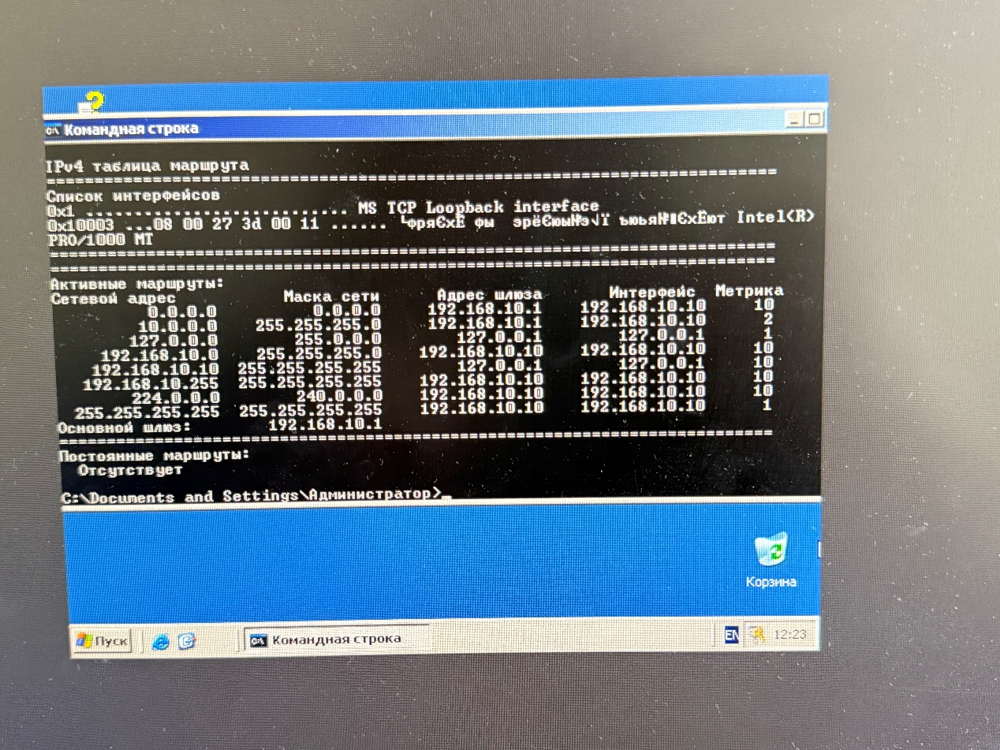 Командная строка
IPv4 таблица маршрута
===========================================================================
Список интерфейсов
0x1 ........................... MS TCP Loopback interface
0x10003 ...08 00 27 3d 00 11 ...... Intel(R)
PRO/1000 MT
===========================================================================
===========================================================================
Активные маршруты:
Сетевой адрес Маска сети Адрес шлюза Интерфейс Метрика
0.0.0.0 0.0.0.0 192.168.10.1 192.168.10.10 10
10.0.0.0 255.255.255.0 192.168.10.1 192.168.10.10 2
127.0.0.0 255.0.0.0 127.0.0.1 127.0.0.1 1
192.168.10.0 255.255.255.0 192.168.10.10 192.168.10.10 10
192.168.10.10 255.255.255.255 127.0.0.1 127.0.0.1 10
192.168.10.255 255.255.255.255 192.168.10.10 192.168.10.10 10
224.0.0.0 240.0.0.0 192.168.10.10 192.168.10.10 10
255.255.255.255 255.255.255.255 192.168.10.10 192.168.10.10 1
Основной шлюз: 192.168.10.1
===========================================================================
Постоянные маршруты:
Отсутствует
C:\Documents and Settings\Администратор>_
Корзина
Пуск Командная строка EN 12:23